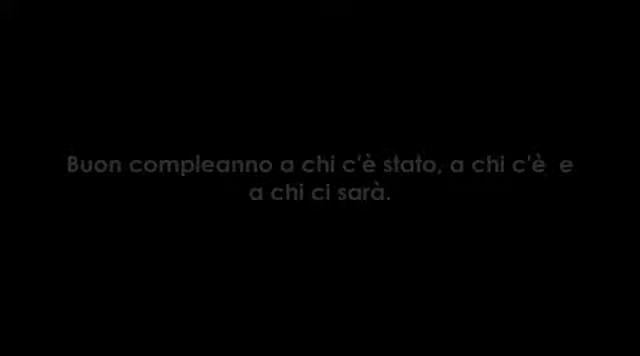 Buon compleanno a chi c'è stato, a chi c'è e
a chi ci sarà.